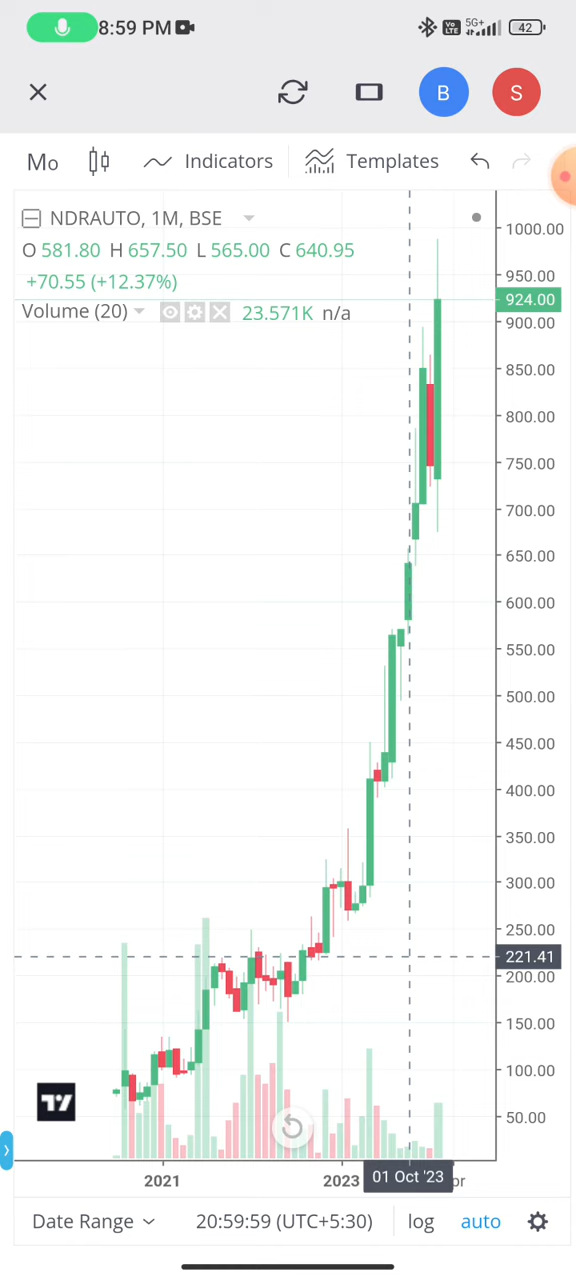 8:59 PM
Vo LTE 5G+ 42
B S
Mo Indicators Templates
NDRAUTO, 1M, BSE
O 581.80 H 657.50 L 565.00 C 640.95
+70.55 (+12.37%)
Volume (20) 23.571K n/a
1000.00
950.00
924.00
900.00
850.00
800.00
750.00
700.00
650.00
600.00
550.00
500.00
450.00
400.00
350.00
300.00
250.00
221.41
200.00
150.00
100.00
50.00
2021 2023 01 Oct '23 pr
Date Range 20:59:59 (UTC+5:30) log auto